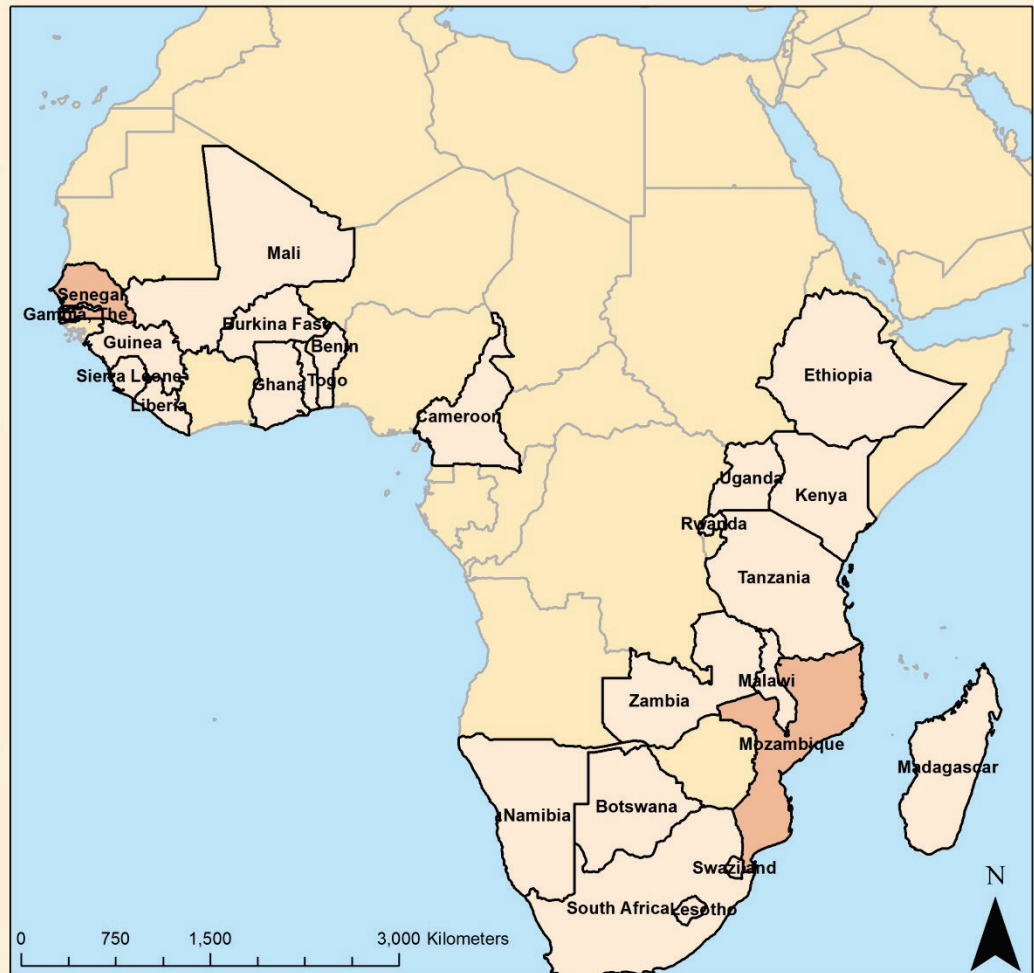 Mali
Senegal
Gambia, The
Burkina Faso
Benin
Guinea
Sierra Leone
Ghana
Togo
Liberia
Cameroon
Ethiopia
Uganda
Kenya
Rwanda
Tanzania
Malawi
Zambia
Mozambique
Madagascar
Namibia
Botswana
Swaziland
South Africa
Lesotho
N
0 750 1,500 3,000 Kilometers